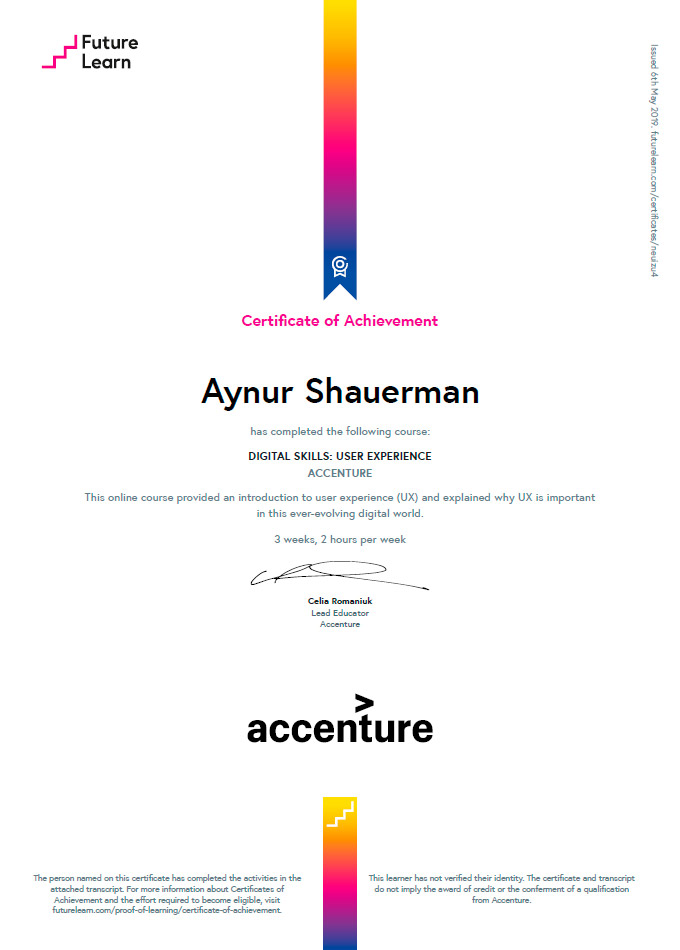 Future
Learn
Issued 6th May 2019. futurelearn.com/certificates/neuizu4
Certificate of Achievement
Aynur Shauerman
has completed the following course:
DIGITAL SKILLS: USER EXPERIENCE
ACCENTURE
This online course provided an introduction to user experience (UX) and explained why UX is important
in this ever-evolving digital world.
3 weeks, 2 hours per week
Celia Romaniuk
Lead Educator
Accenture
accenture
The person named on this certificate has completed the activities in the
attached transcript. For more information about Certificates of
Achievement and the effort required to become eligible, visit
futurelearn.com/proof-of-learning/certificate-of-achievement.
This learner has not verified their identity. The certificate and transcript
do not imply the award of credit or the conferment of a qualification
from Accenture.